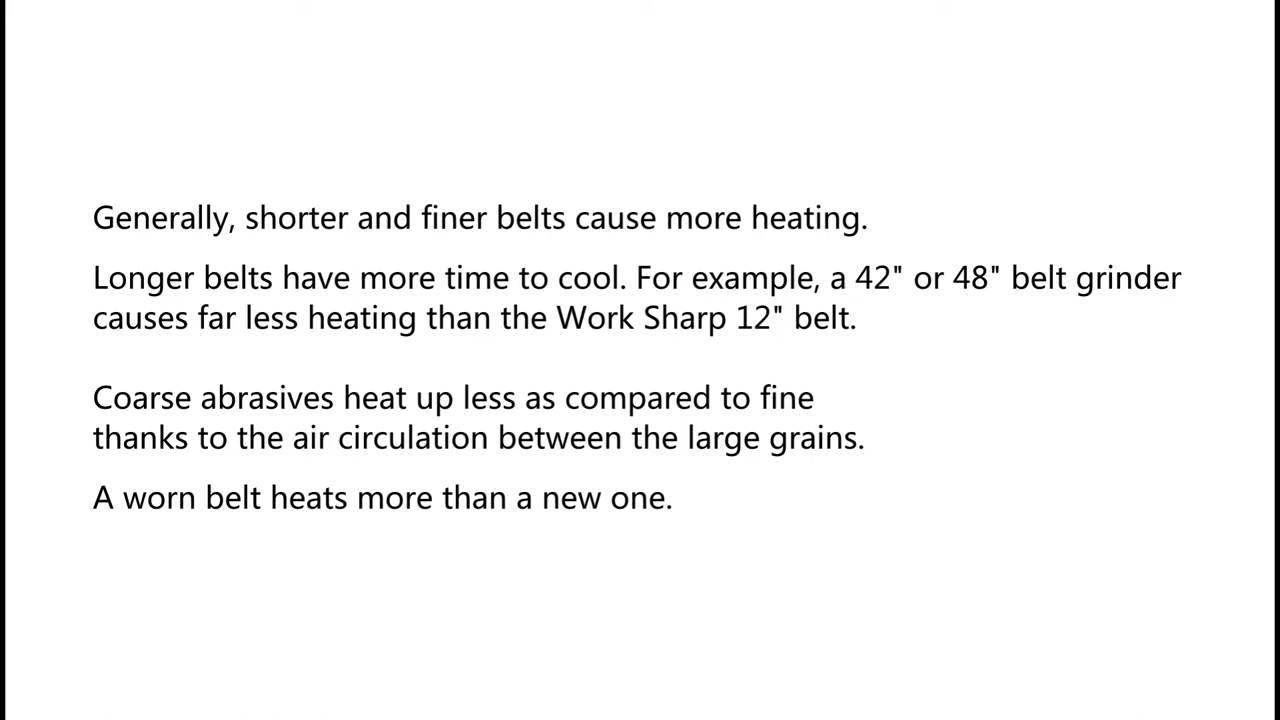 Generally, shorter and finer belts cause more heating.
Longer belts have more time to cool. For example, a 42" or 48" belt grinder
causes far less heating than the Work Sharp 12" belt.
Coarse abrasives heat up less as compared to fine
thanks to the air circulation between the large grains.
A worn belt heats more than a new one.